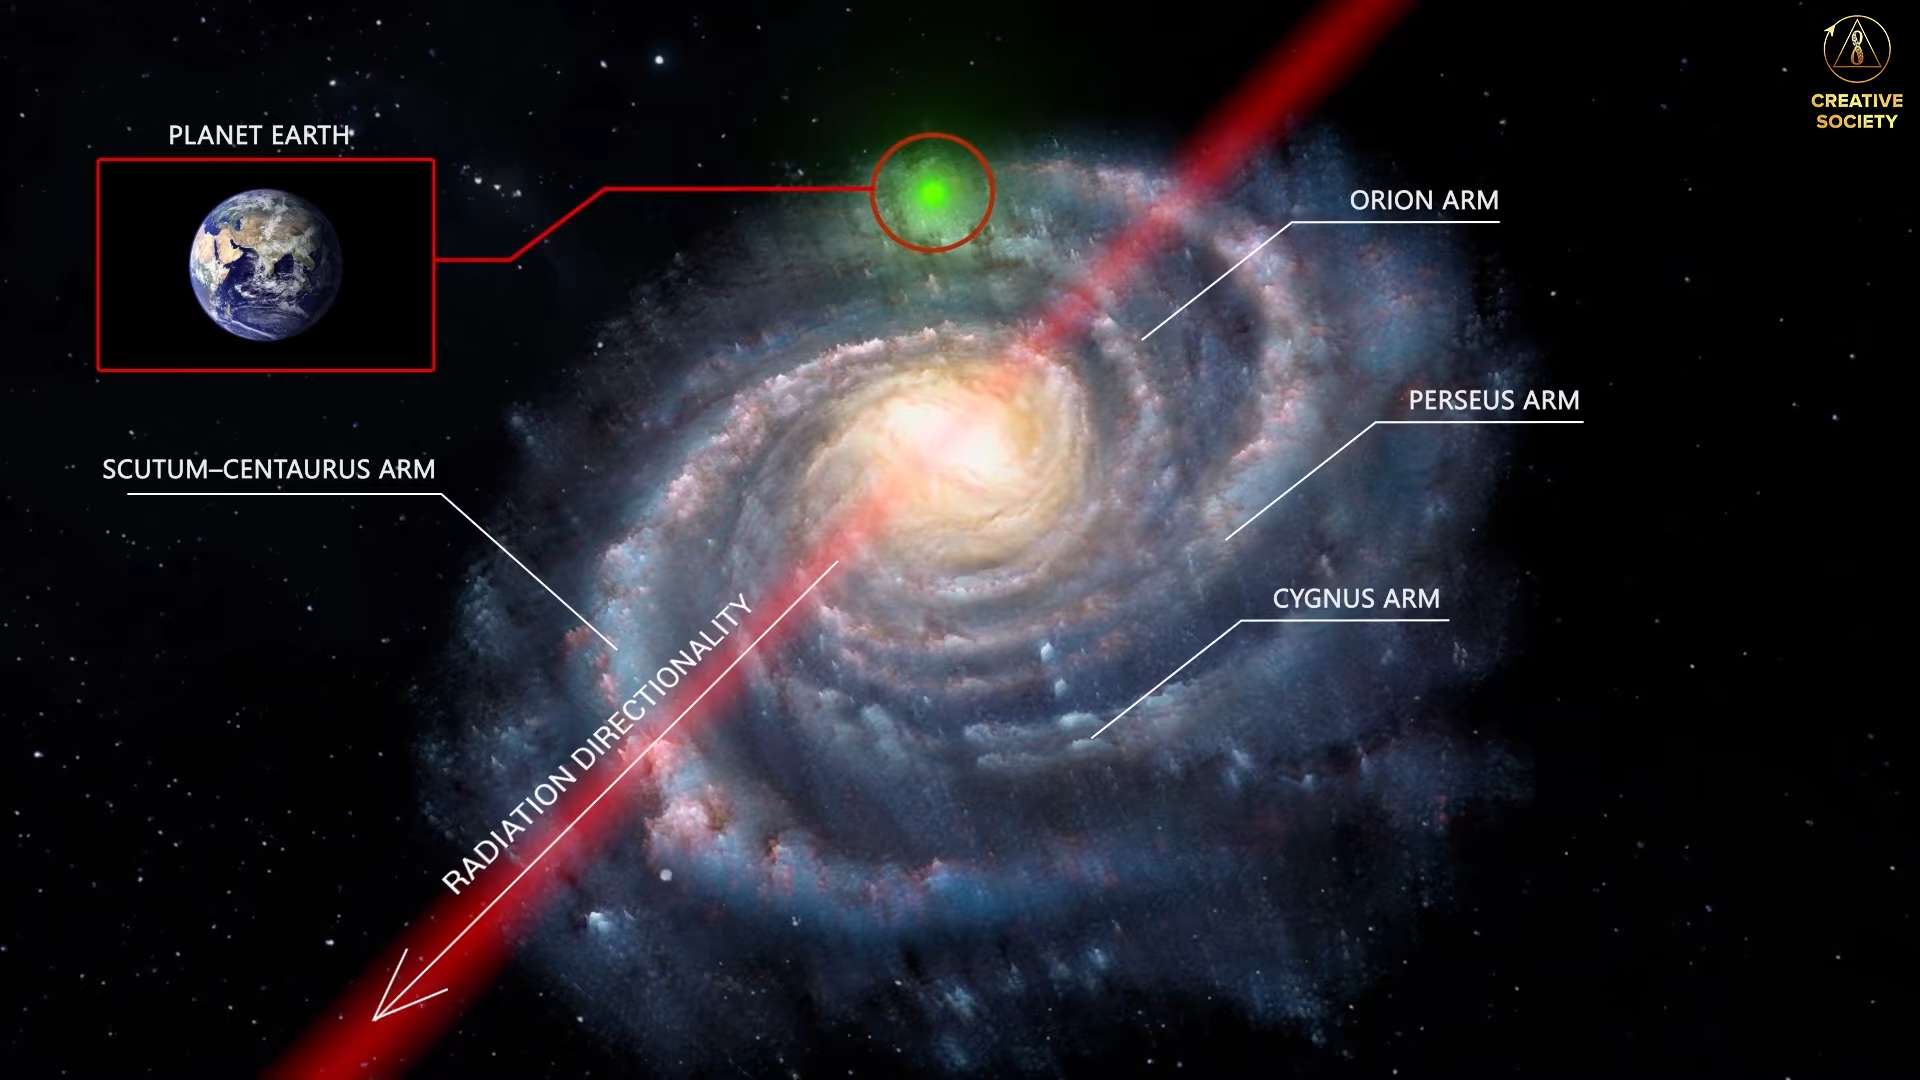 CREATIVE
SOCIETY
PLANET EARTH
ORION ARM
PERSEUS ARM
SCUTUM–CENTAURUS ARM
CYGNUS ARM
RADIATION DIRECTIONALITY